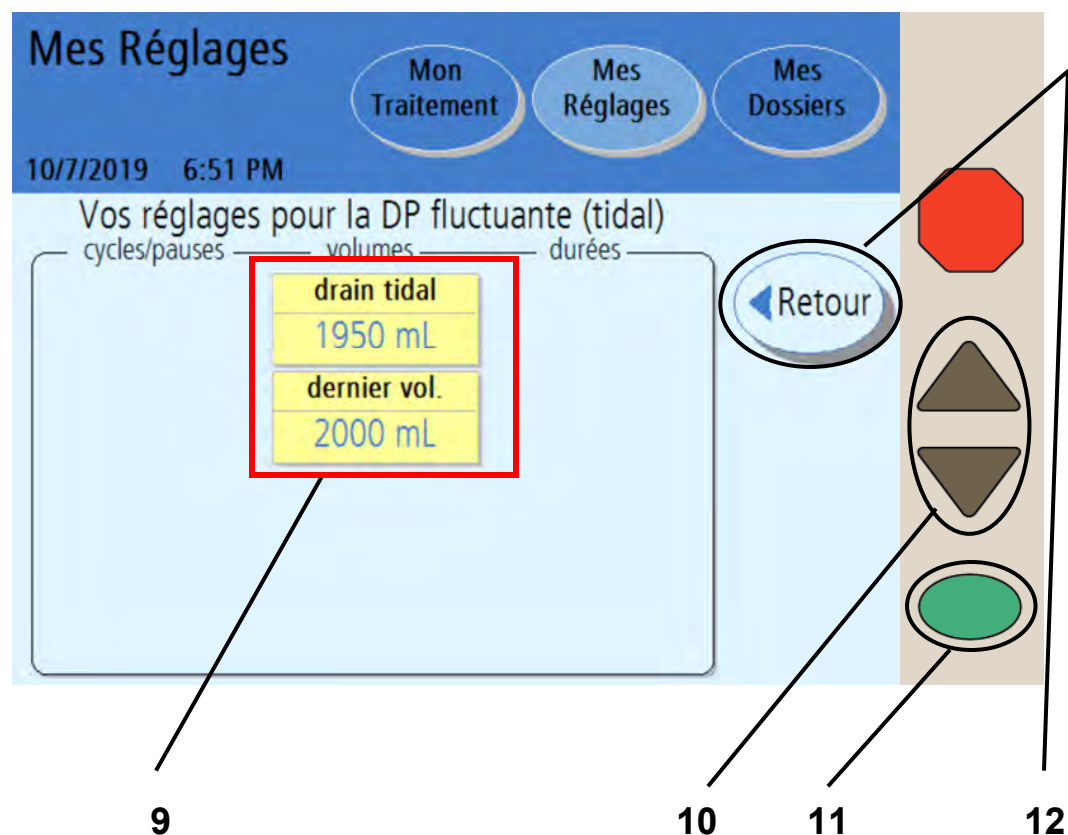 Mes Réglages
Mon
Traitement
Mes
Réglages
Mes
Dossiers
10/7/2019 6:51 PM
Vos réglages pour la DP fluctuante (tidal)
cycles/pauses volumes durées
drain tidal
1950 mL
dernier vol.
2000 mL
Retour
9 10 11 12